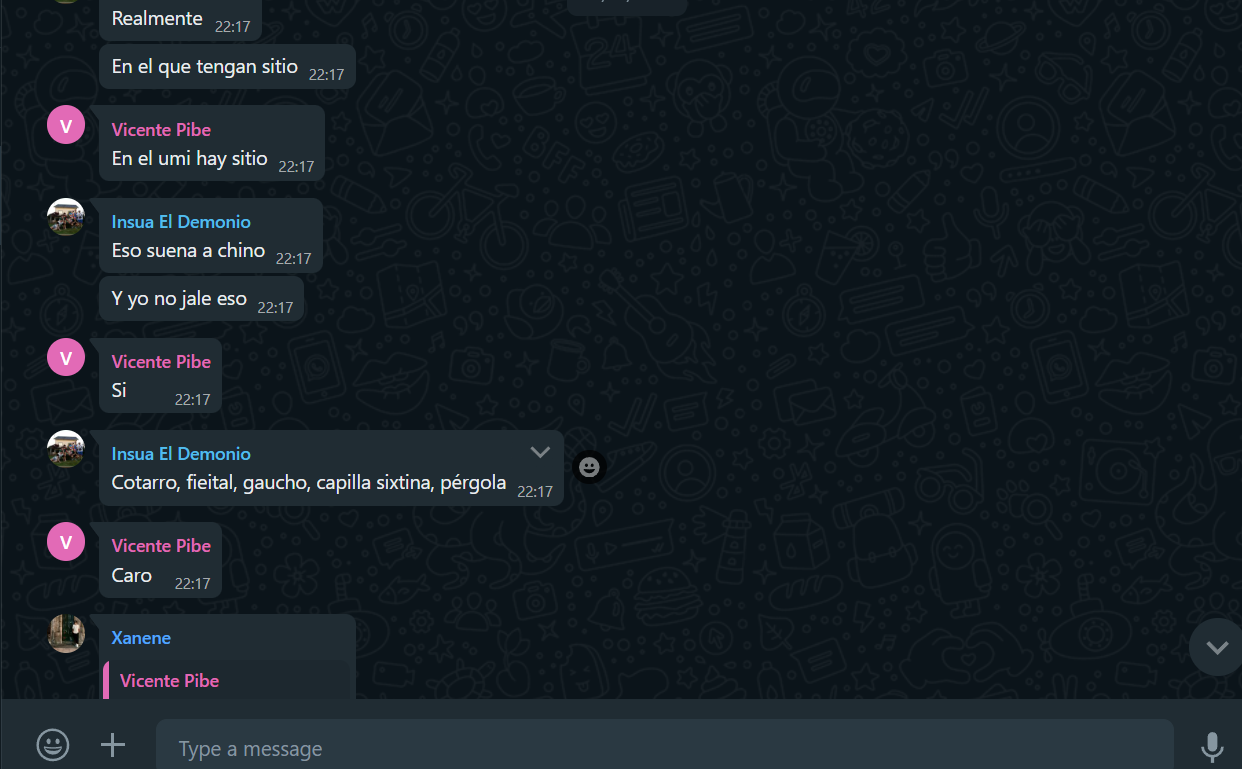 Realmente 22:17
En el que tengan sitio 22:17
V
Vicente Pibe
En el umi hay sitio 22:17
Insua El Demonio
Eso suena a chino 22:17
Y yo no jale eso 22:17
V
Vicente Pibe
Si 22:17
Insua El Demonio
Cotarro, fieital, gaucho, capilla sixtina, pérgola 22:17
V
Vicente Pibe
Caro 22:17
Xanene
Vicente Pibe
Type a message